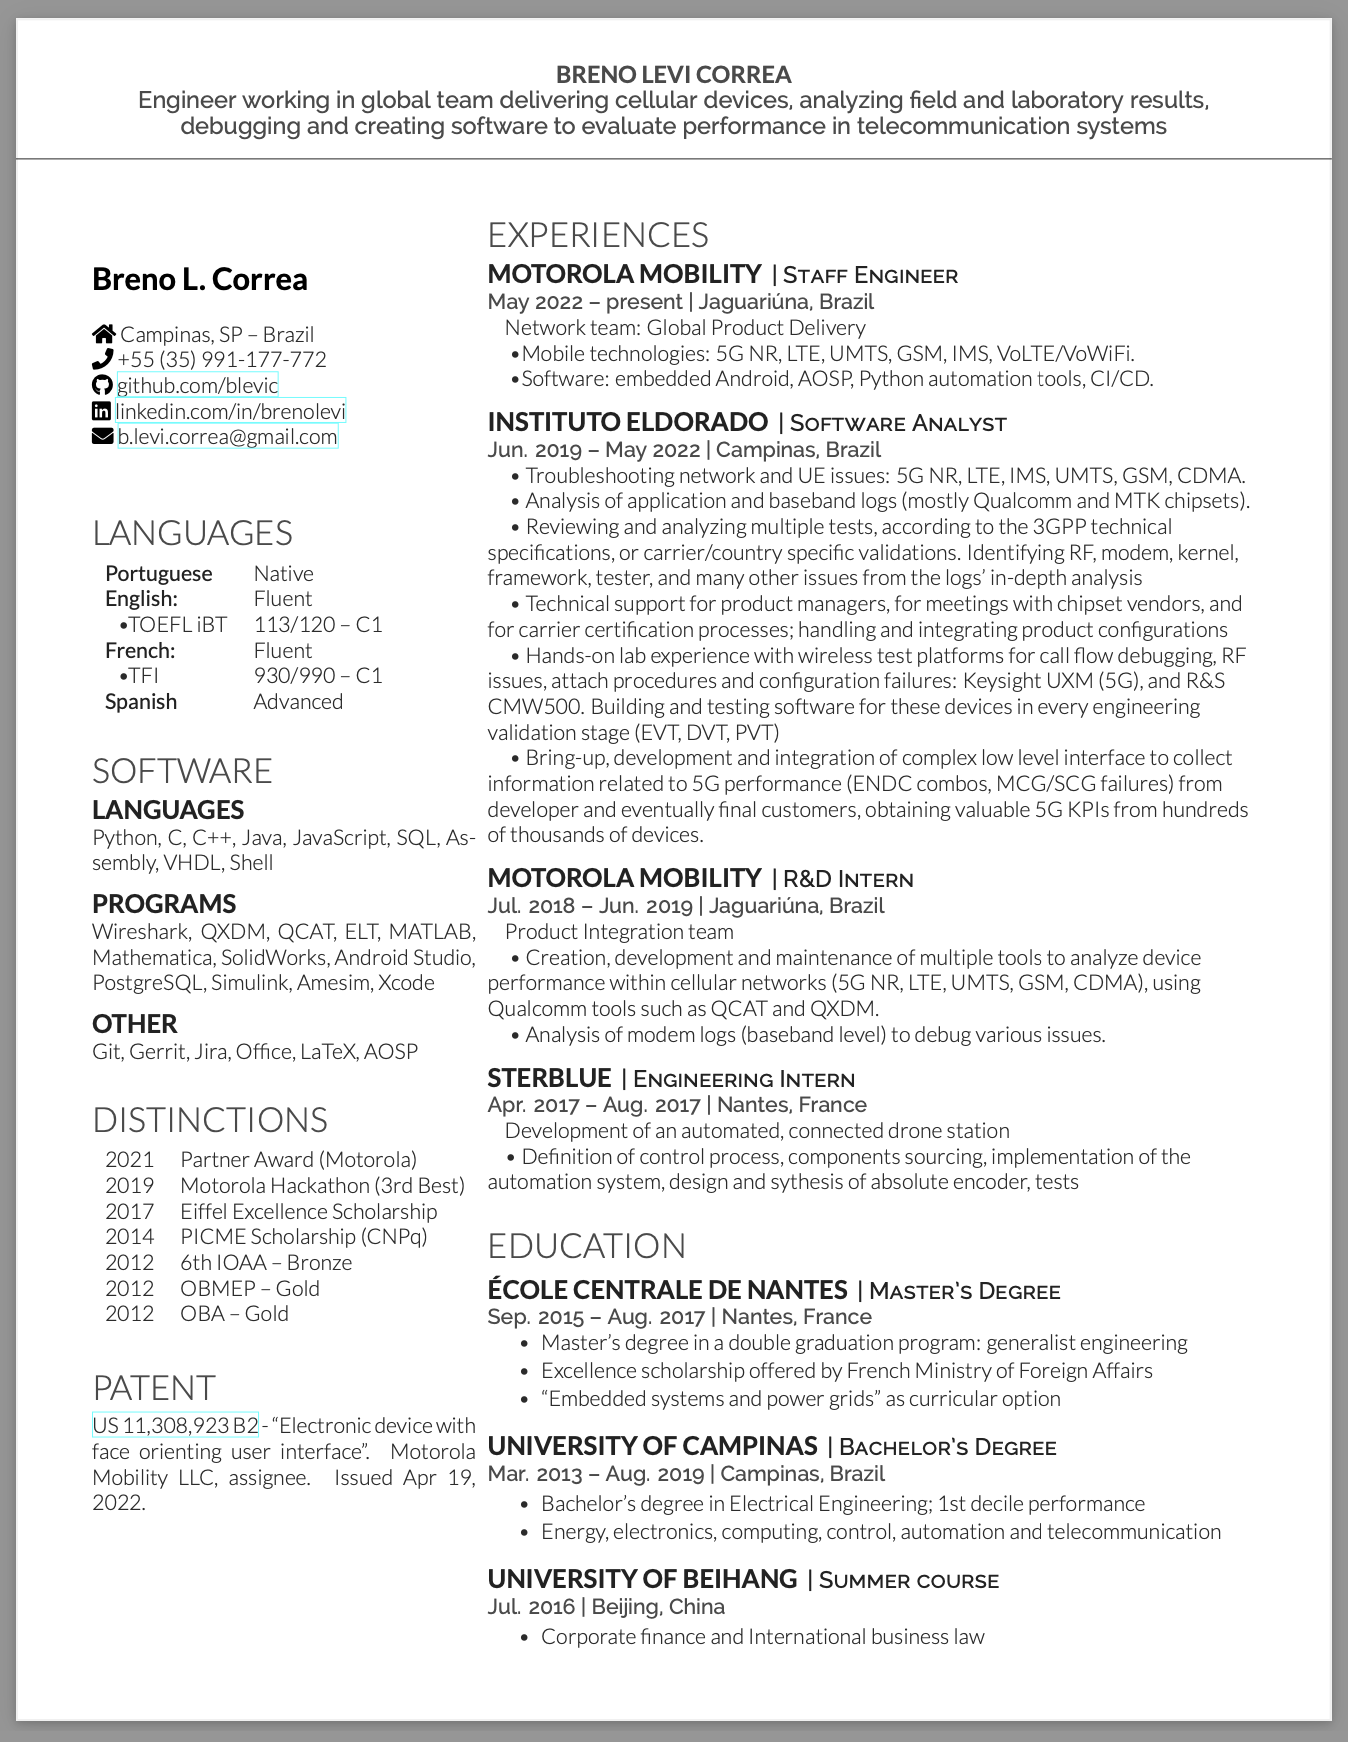 BRENO LEVI CORREA
Engineer working in global team delivering cellular devices, analyzing field and laboratory results,
debugging and creating software to evaluate performance in telecommunication systems
Breno L. Correa
Campinas, SP – Brazil
+55 (35) 991-177-772
github.com/blevic
linkedin.com/in/brenolevi
b.levi.correa@gmail.com
LANGUAGES
Portuguese Native
English: Fluent
•TOEFL iBT 113/120 – C1
French: Fluent
•TFI 930/990 – C1
Spanish Advanced
SOFTWARE
LANGUAGES
Python, C, C++, Java, JavaScript, SQL, As-
sembly, VHDL, Shell
PROGRAMS
Wireshark, QXDM, QCAT, ELT, MATLAB,
Mathematica, SolidWorks, Android Studio,
PostgreSQL, Simulink, Amesim, Xcode
OTHER
Git, Gerrit, Jira, Office, LaTeX, AOSP
DISTINCTIONS
2021 Partner Award (Motorola)
2019 Motorola Hackathon (3rd Best)
2017 Eiffel Excellence Scholarship
2014 PICME Scholarship (CNPq)
2012 6th IOAA – Bronze
2012 OBMEP – Gold
2012 OBA – Gold
PATENT
US 11,308,923 B2 - “Electronic device with
face orienting user interface”. Motorola
Mobility LLC, assignee. Issued Apr 19,
2022.
EXPERIENCES
MOTOROLA MOBILITY | STAFF ENGINEER
May 2022 – present | Jaguariúna, Brazil
Network team: Global Product Delivery
•Mobile technologies: 5G NR, LTE, UMTS, GSM, IMS, VoLTE/VoWiFi.
•Software: embedded Android, AOSP, Python automation tools, CI/CD.
INSTITUTO ELDORADO | SOFTWARE ANALYST
Jun. 2019 – May 2022 | Campinas, Brazil
• Troubleshooting network and UE issues: 5G NR, LTE, IMS, UMTS, GSM, CDMA.
• Analysis of application and baseband logs (mostly Qualcomm and MTK chipsets).
• Reviewing and analyzing multiple tests, according to the 3GPP technical
specifications, or carrier/country specific validations. Identifying RF, modem, kernel,
framework, tester, and many other issues from the logs’ in-depth analysis
• Technical support for product managers, for meetings with chipset vendors, and
for carrier certification processes; handling and integrating product configurations
• Hands-on lab experience with wireless test platforms for call flow debugging, RF
issues, attach procedures and configuration failures: Keysight UXM (5G), and R&S
CMW500. Building and testing software for these devices in every engineering
validation stage (EVT, DVT, PVT)
• Bring-up, development and integration of complex low level interface to collect
information related to 5G performance (ENDC combos, MCG/SCG failures) from
developer and eventually final customers, obtaining valuable 5G KPIs from hundreds
of thousands of devices.
MOTOROLA MOBILITY | R&D INTERN
Jul. 2018 – Jun. 2019 | Jaguariúna, Brazil
Product Integration team
• Creation, development and maintenance of multiple tools to analyze device
performance within cellular networks (5G NR, LTE, UMTS, GSM, CDMA), using
Qualcomm tools such as QCAT and QXDM.
• Analysis of modem logs (baseband level) to debug various issues.
STERBLUE | ENGINEERING INTERN
Apr. 2017 – Aug. 2017 | Nantes, France
Development of an automated, connected drone station
• Definition of control process, components sourcing, implementation of the
automation system, design and sythesis of absolute encoder, tests
EDUCATION
ÉCOLE CENTRALE DE NANTES | MASTER’S DEGREE
Sep. 2015 – Aug. 2017 | Nantes, France
• Master’s degree in a double graduation program: generalist engineering
• Excellence scholarship offered by French Ministry of Foreign Affairs
• “Embedded systems and power grids” as curricular option
UNIVERSITY OF CAMPINAS | BACHELOR’S DEGREE
Mar. 2013 – Aug. 2019 | Campinas, Brazil
• Bachelor’s degree in Electrical Engineering; 1st decile performance
• Energy, electronics, computing, control, automation and telecommunication
UNIVERSITY OF BEIHANG | SUMMER COURSE
Jul. 2016 | Beijing, China
• Corporate finance and International business law